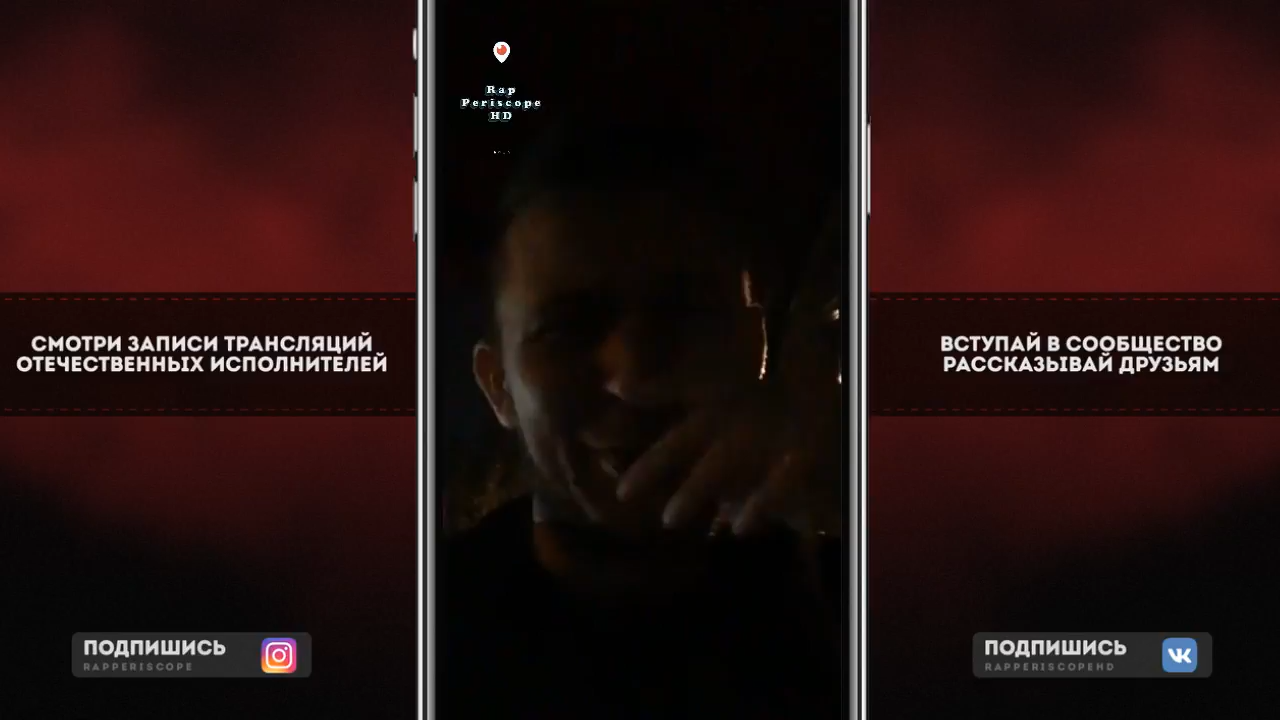 Rap
Periscope
HD
СМОТРИ ЗАПИСИ ТРАНСЛЯЦИЙ
ОТЕЧЕСТВЕННЫХ ИСПОЛНИТЕЛЕЙ
ВСТУПАЙ В СООБЩЕСТВО
РАССКАЗЫВАЙ ДРУЗЬЯМ
ПОДПИШИСЬ
RAPPERISCOPE
ПОДПИШИСЬ
RAPPERISCOPEHD